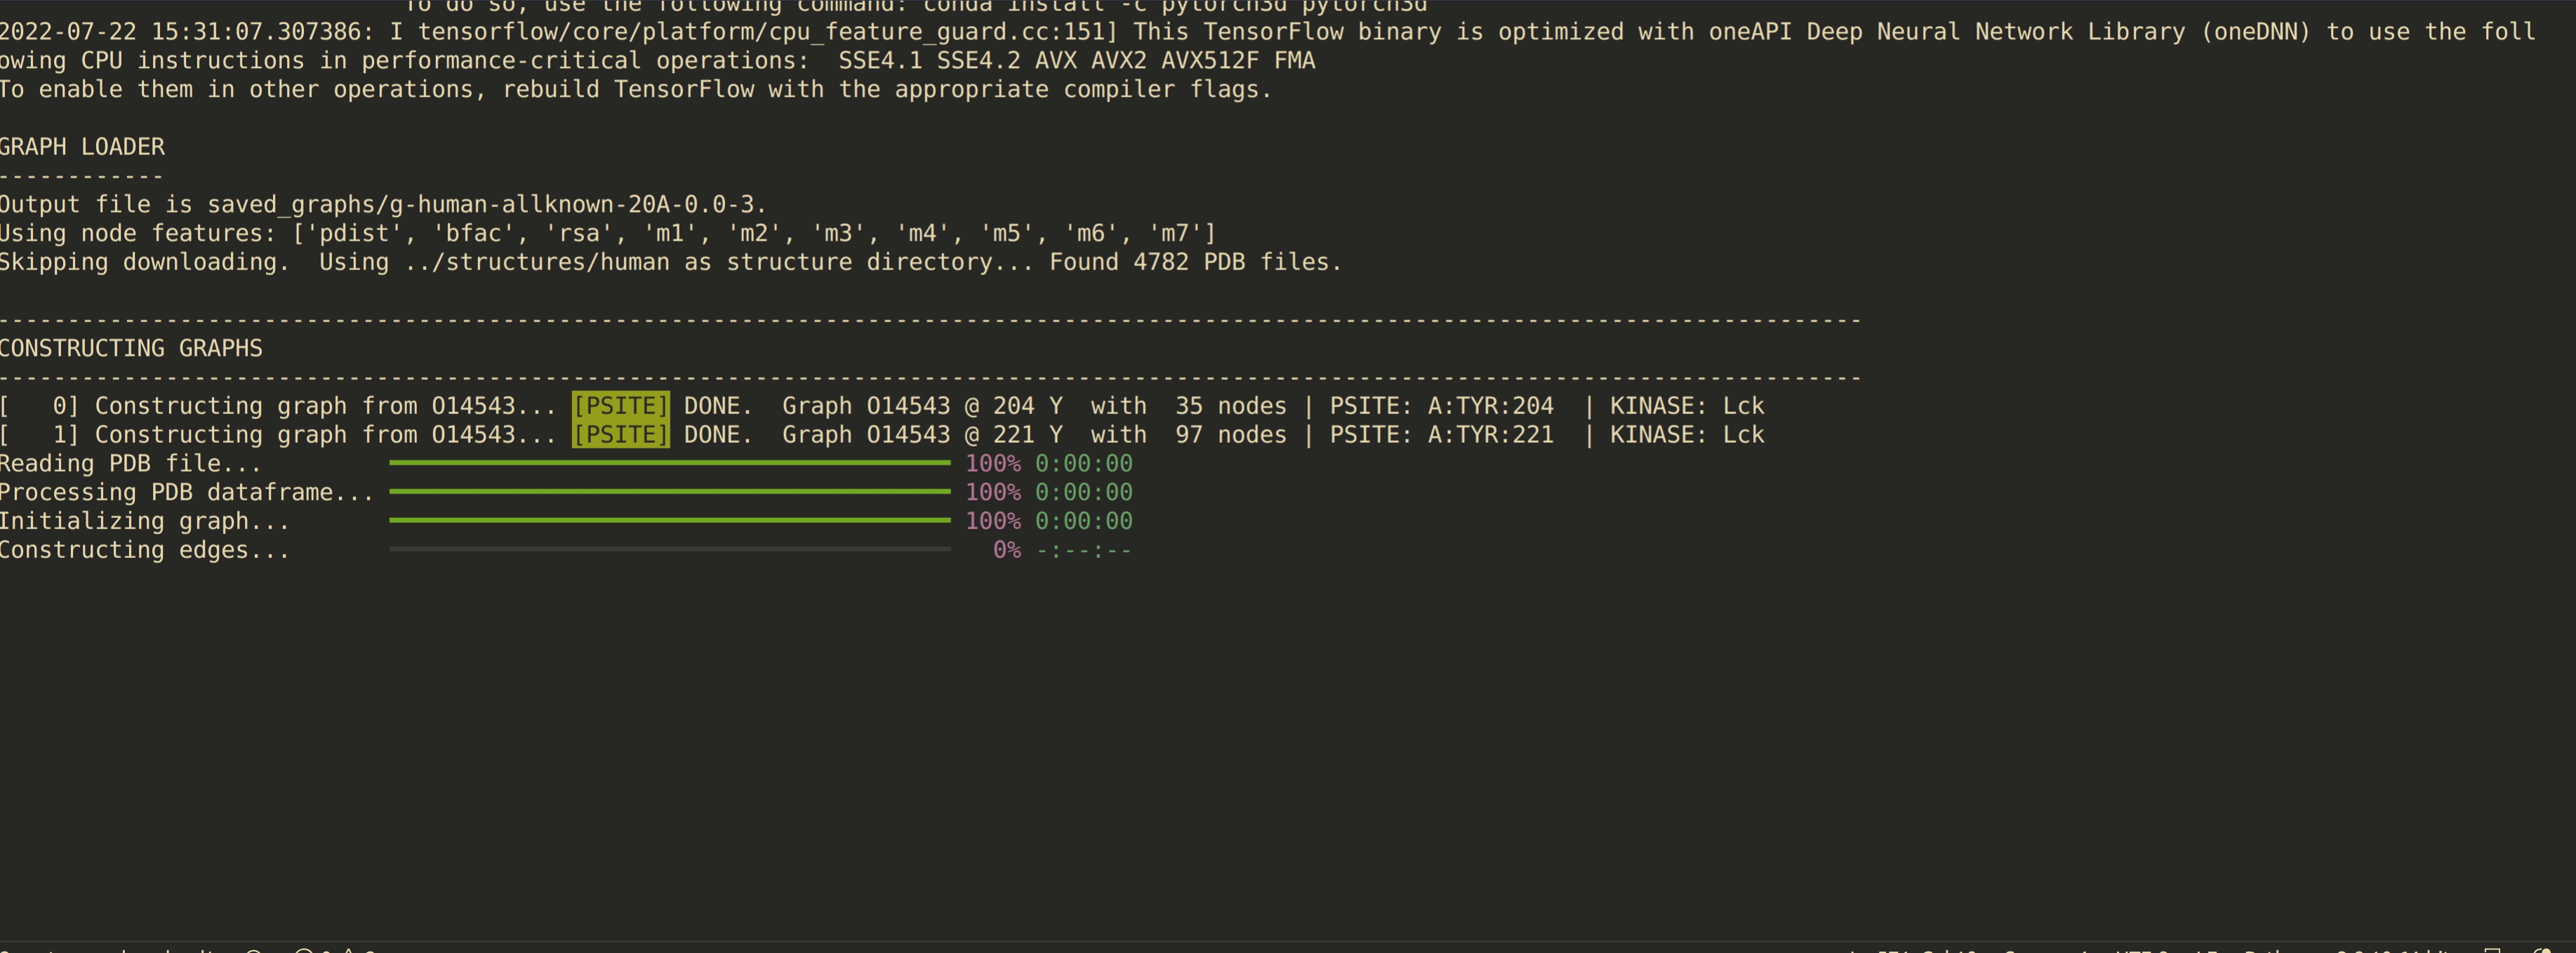 To do so, use the following command: conda install -c pytorch3d pytorch3d
2022-07-22 15:31:07.307386: I tensorflow/core/platform/cpu_feature_guard.cc:151] This TensorFlow binary is optimized with oneAPI Deep Neural Network Library (oneDNN) to use the foll
owing CPU instructions in performance-critical operations:  SSE4.1 SSE4.2 AVX AVX2 AVX512F FMA
To enable them in other operations, rebuild TensorFlow with the appropriate compiler flags.
GRAPH LOADER
------------
Output file is saved_graphs/g-human-allknown-20A-0.0-3.
Using node features: ['pdist', 'bfac', 'rsa', 'm1', 'm2', 'm3', 'm4', 'm5', 'm6', 'm7']
Skipping downloading.  Using ../structures/human as structure directory... Found 4782 PDB files.
-------------------------------------------------------------------------------------------------------------------------------------
CONSTRUCTING GRAPHS
-------------------------------------------------------------------------------------------------------------------------------------
[   0] Constructing graph from O14543... [PSITE] DONE.  Graph O14543 @ 204 Y  with  35 nodes | PSITE: A:TYR:204  | KINASE: Lck
[   1] Constructing graph from O14543... [PSITE] DONE.  Graph O14543 @ 221 Y  with  97 nodes | PSITE: A:TYR:221  | KINASE: Lck
Reading PDB file... 100% 0:00:00
Processing PDB dataframe... 100% 0:00:00
Initializing graph... 100% 0:00:00
Constructing edges... 0% -:--:--